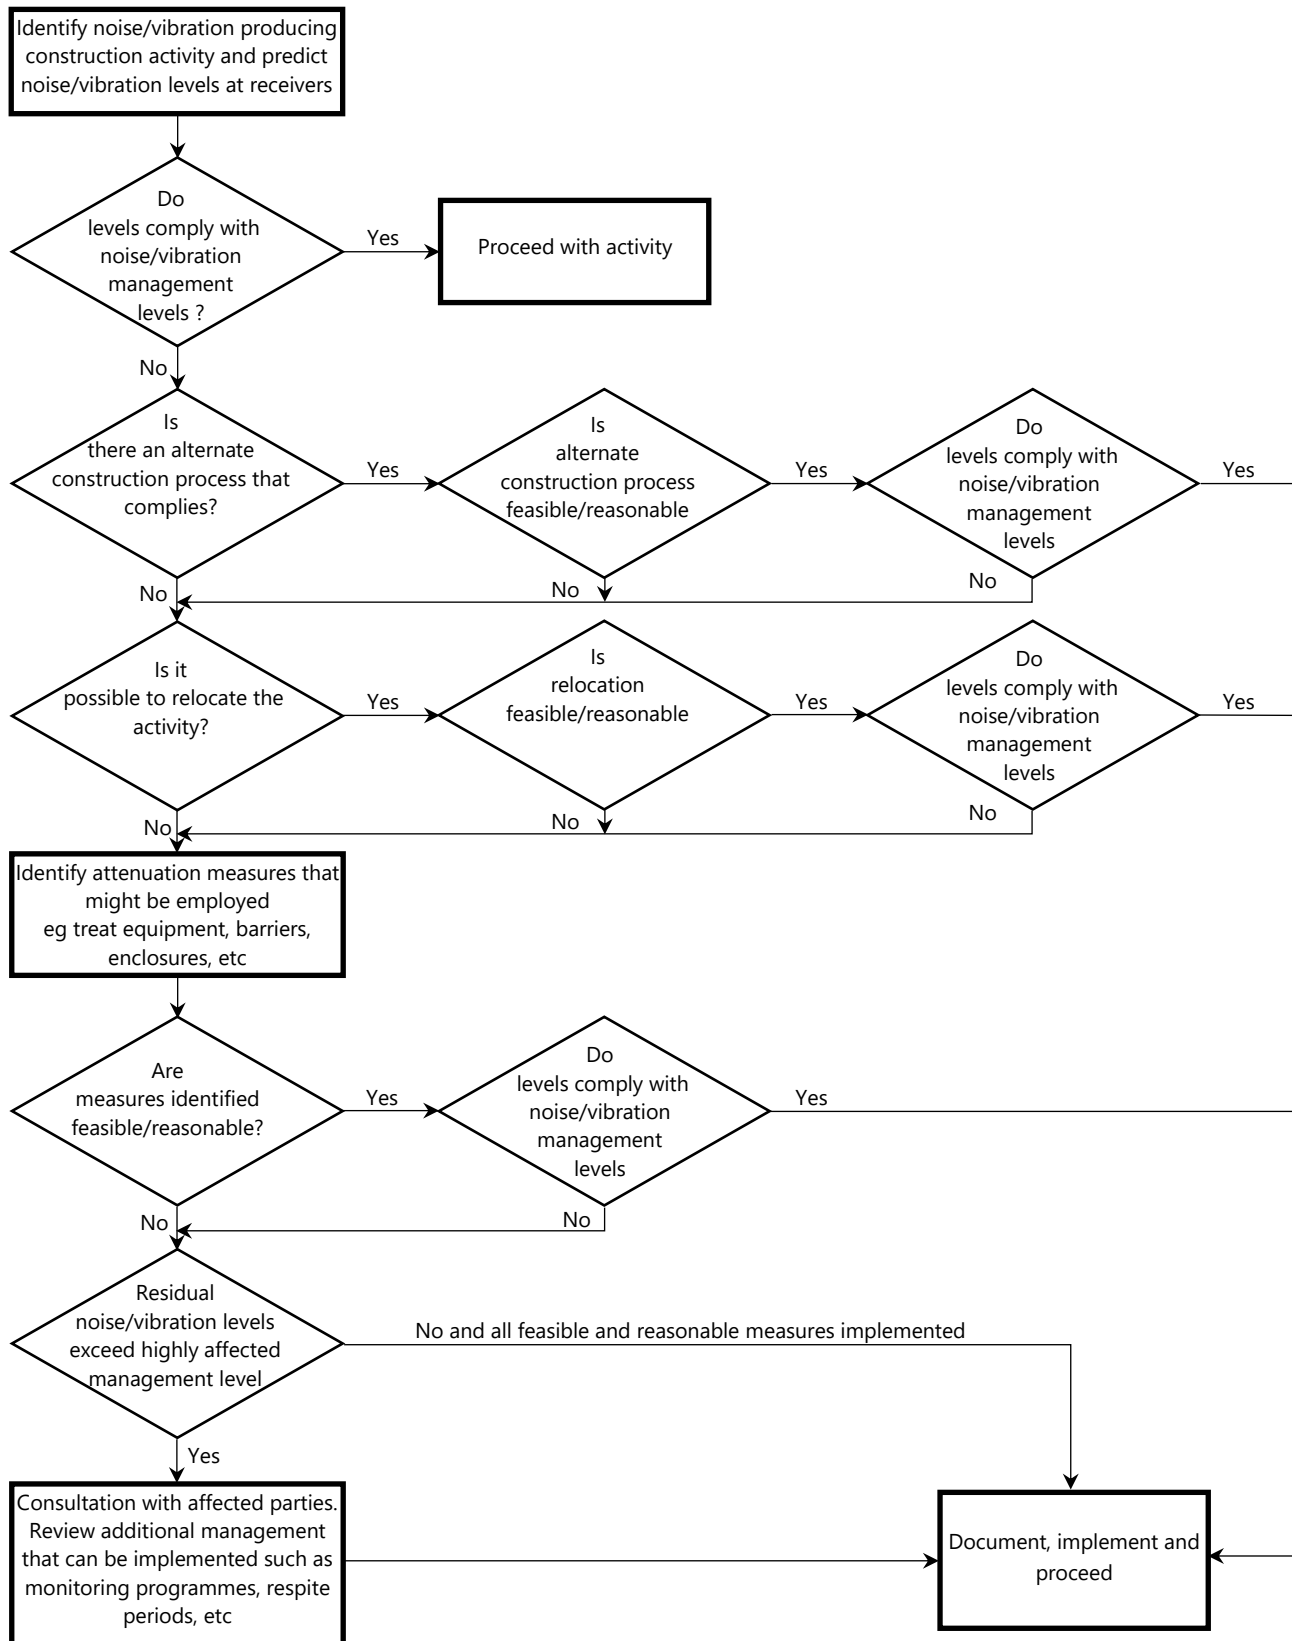 Identify noise/vibration producing
construction activity and predict
noise/vibration levels at receivers
Do
levels comply with
noise/vibration
management
levels ?
Yes
Proceed with activity
No
Is
there an alternate
construction process that
complies?
Yes
Is
alternate
construction process
feasible/reasonable
Yes
Do
levels comply with
noise/vibration
management
levels
Yes
No
No
No
Is it
possible to relocate the
activity?
Yes
Is
relocation
feasible/reasonable
Yes
Do
levels comply with
noise/vibration
management
levels
Yes
No
No
No
Identify attenuation measures that
might be employed
eg treat equipment, barriers,
enclosures, etc
Are
measures identified
feasible/reasonable?
Yes
Do
levels comply with
noise/vibration
management
levels
Yes
No
No
Residual
noise/vibration levels
exceed highly affected
management level
No and all feasible and reasonable measures implemented
Yes
Consultation with affected parties.
Review additional management
that can be implemented such as
monitoring programmes, respite
periods, etc
Document, implement and
proceed